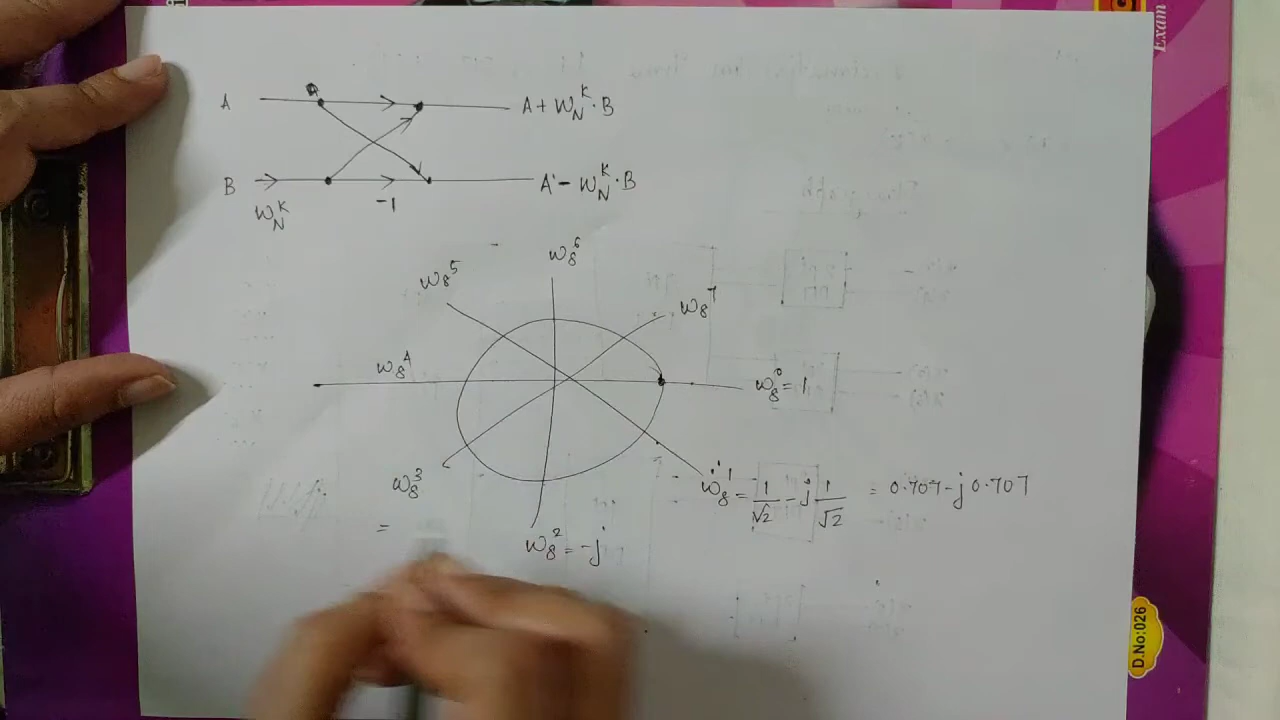 A
A + W_N^K · B
B
A - W_N^K · B
W_N^K
-1
W_8^6
W_8^5
W_8^7
W_8^4
W_8^0 = 1
W_8^3
=
W_8^1 = 1/√2 - j 1/√2 = 0.707 - j 0.707
W_8^2 = -j
Exam
D.No:026